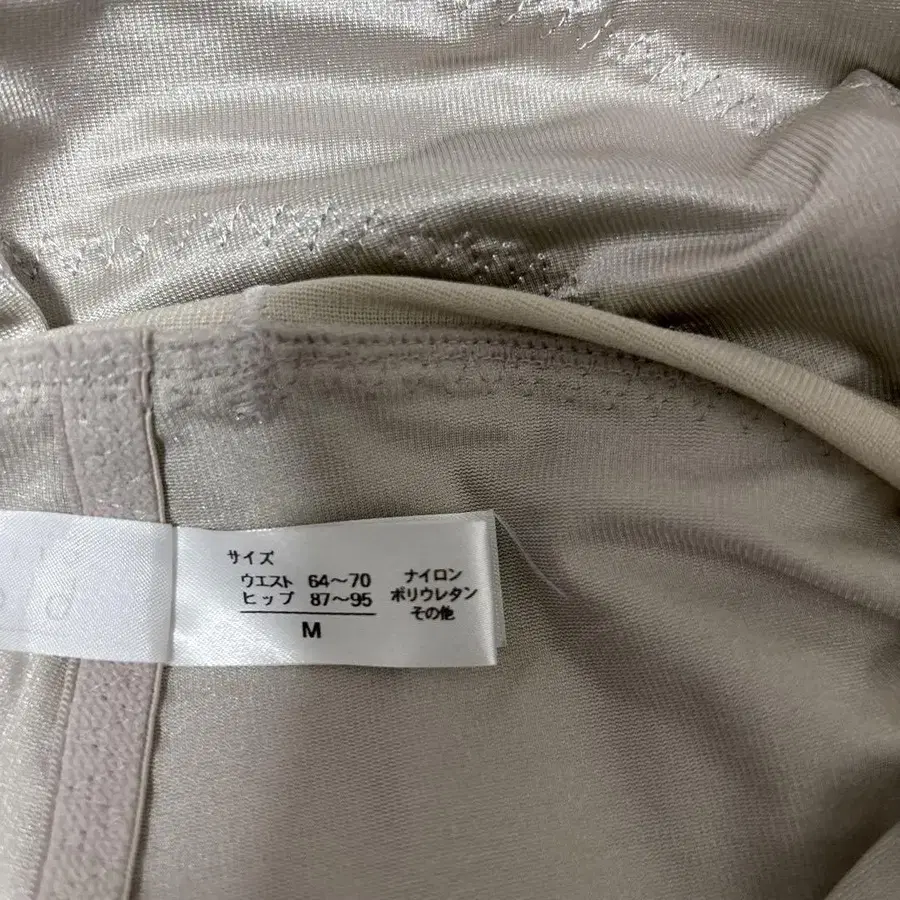 サイズ
ウエスト 64～70
ヒップ 87～95
M
ナイロン
ポリウレタン
その他